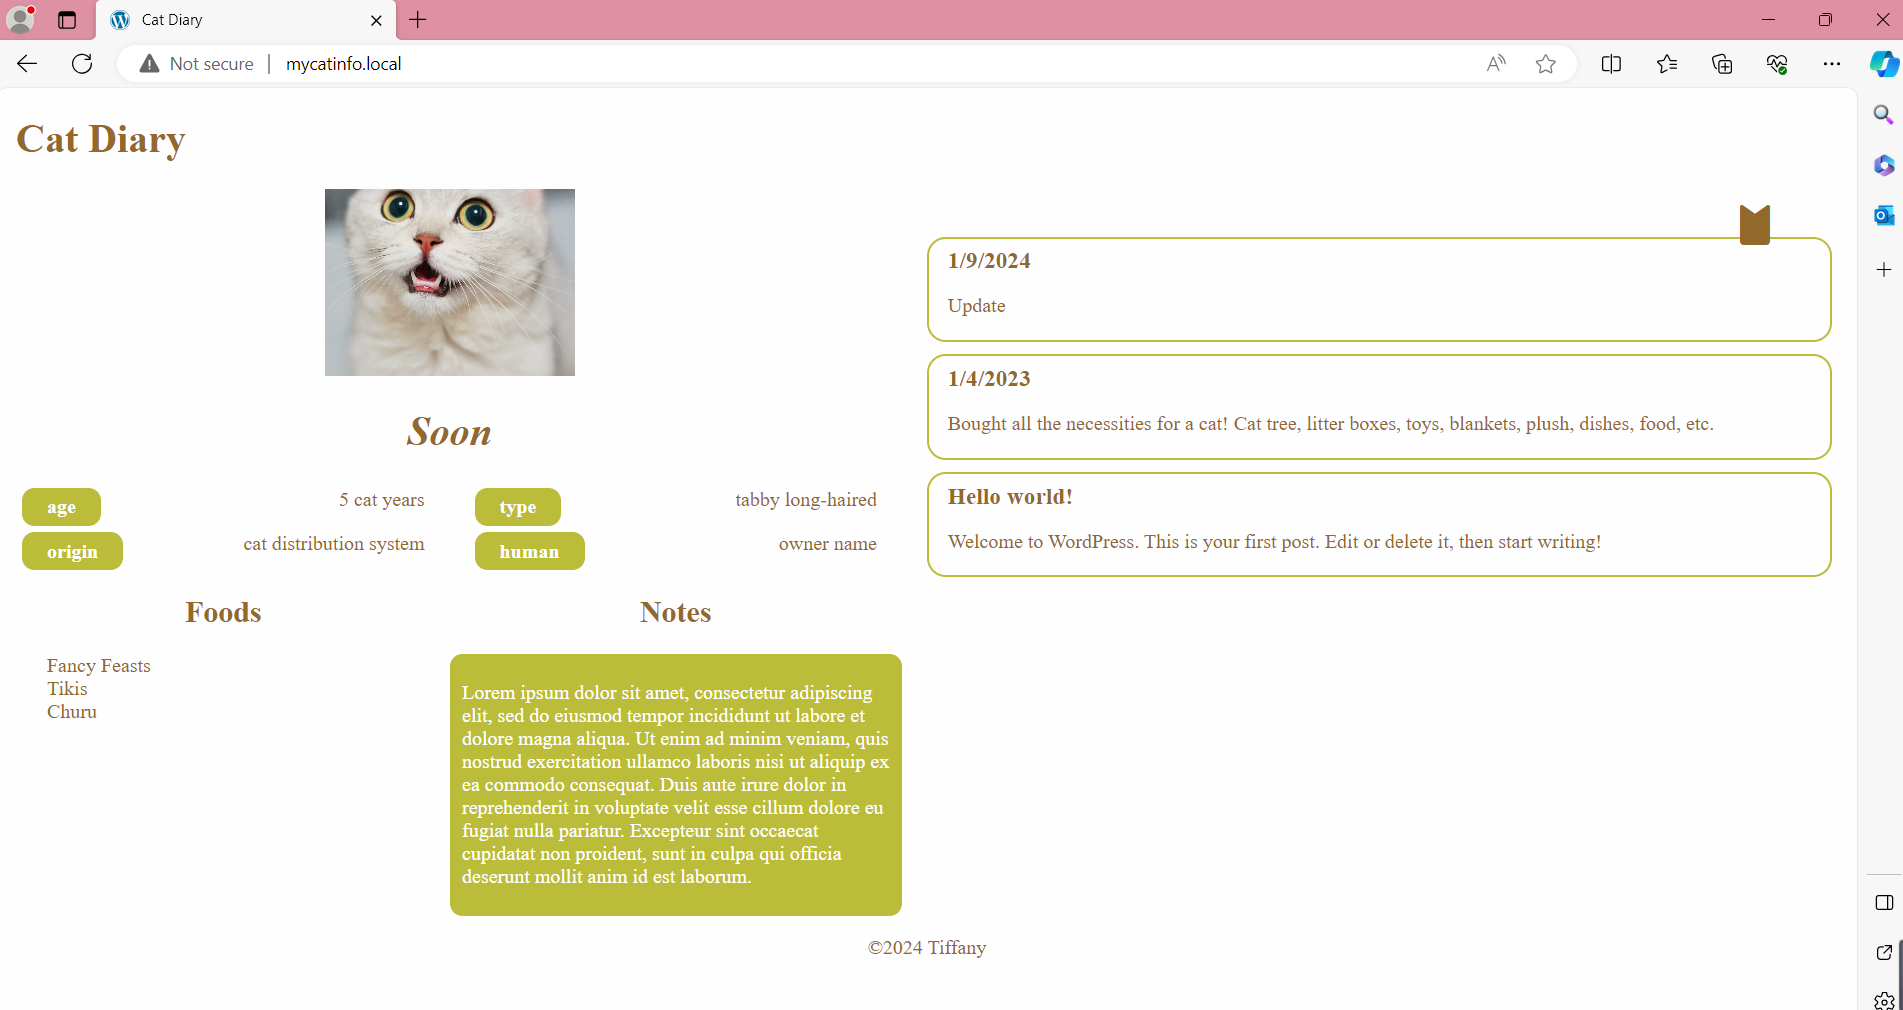 Cat Diary
Not secure
mycatinfo.local
Cat Diary
Soon
age
5 cat years
type
tabby long-haired
origin
cat distribution system
human
owner name
Foods
Fancy Feasts
Tikis
Churu
Notes
Lorem ipsum dolor sit amet, consectetur adipiscing
elit, sed do eiusmod tempor incididunt ut labore et
dolore magna aliqua. Ut enim ad minim veniam, quis
nostrud exercitation ullamco laboris nisi ut aliquip ex
ea commodo consequat. Duis aute irure dolor in
reprehenderit in voluptate velit esse cillum dolore eu
fugiat nulla pariatur. Excepteur sint occaecat
cupidatat non proident, sunt in culpa qui officia
deserunt mollit anim id est laborum.
1/9/2024
Update
1/4/2023
Bought all the necessities for a cat! Cat tree, litter boxes, toys, blankets, plush, dishes, food, etc.
Hello world!
Welcome to WordPress. This is your first post. Edit or delete it, then start writing!
©2024 Tiffany